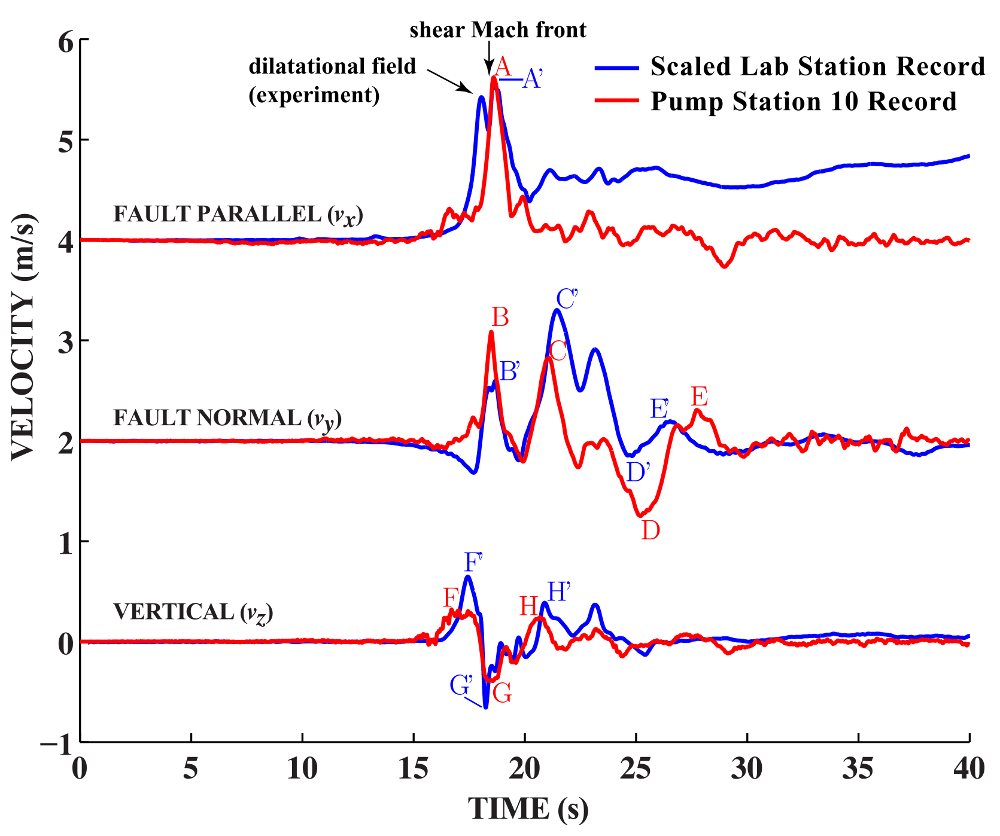 shear Mach front
dilatational field
(experiment)
A
A'
Scaled Lab Station Record
Pump Station 10 Record
FAULT PARALLEL (vx)
C'
B
C
B'
E
E'
FAULT NORMAL (vy)
D'
D
F'
F
H'
H
VERTICAL (vz)
G'
G
VELOCITY (m/s)
6
5
4
3
2
1
0
−1
0 5 10 15 20 25 30 35 40
TIME (s)